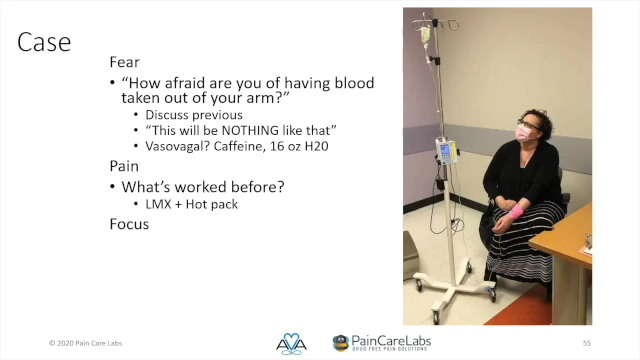 Case
Fear
• “How afraid are you of having blood
taken out of your arm?”
• Discuss previous
• “This will be NOTHING like that”
• Vasovagal? Caffeine, 16 oz H20
Pain
• What’s worked before?
• LMX + Hot pack
Focus
© 2020 Pain Care Labs
AVA
PainCareLabs
DRUG FREE PAIN SOLUTIONS
55